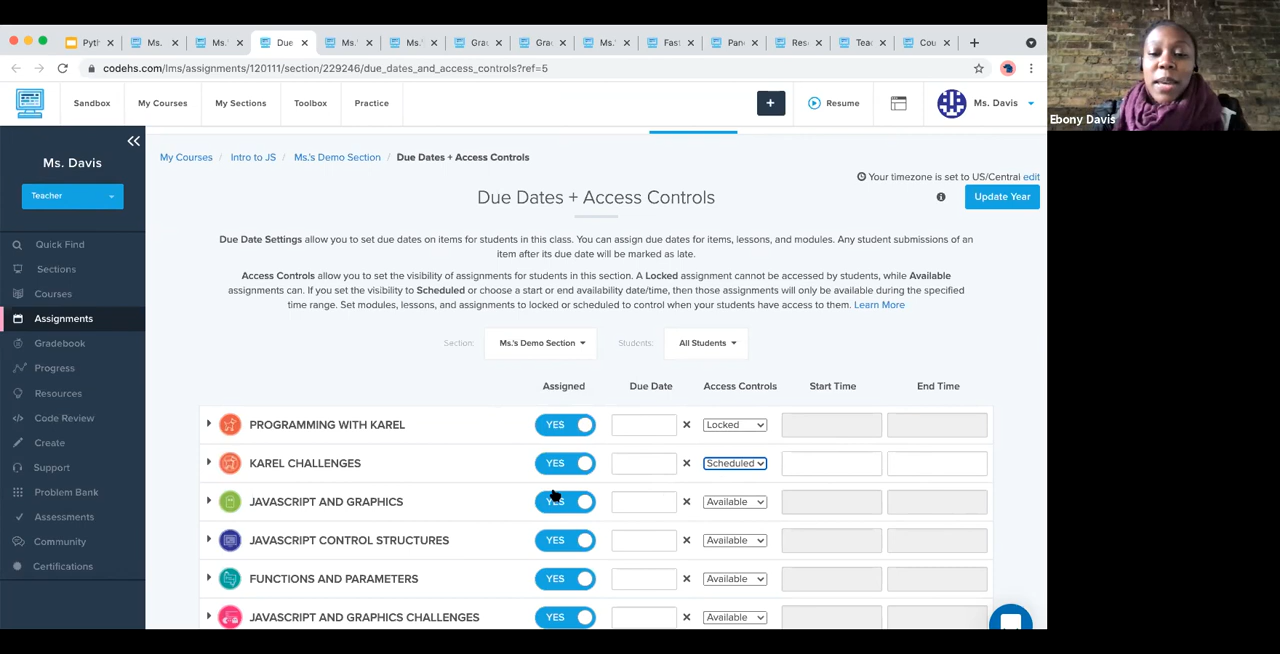 Pyth
Ms.
Ms.'
Due
Ms.'
Ms.'
Gra
Ms.'
Fast
Pan
Res
Tea
Cou
codehs.com/lms/assignments/120111/section/229246/due_dates_and_access_controls?ref=5
Sandbox
My Courses
My Sections
Toolbox
Practice
+
Resume
Ms. Davis
Ebony Davis
Ms. Davis
Teacher
Quick Find
Sections
Courses
Assignments
Gradebook
Progress
Resources
Code Review
Create
Support
Problem Bank
Assessments
Community
Certifications
My Courses / Intro to JS / Ms.'s Demo Section / Due Dates + Access Controls
Your timezone is set to US/Central edit
Due Dates + Access Controls
Update Year
Due Date Settings allow you to set due dates on items for students in this class. You can assign due dates for items, lessons, and modules. Any student submissions of an
item after its due date will be marked as late.
Access Controls allow you to set the visibility of assignments for students in this section. A Locked assignment cannot be accessed by students, while Available
assignments can. If you set the visibility to Scheduled or choose a start or end availability date/time, then those assignments will only be available during the specified
time range. Set modules, lessons, and assignments to locked or scheduled to control when your students have access to them. Learn More
Section: Ms.'s Demo Section Students: All Students
Assigned Due Date Access Controls Start Time End Time
PROGRAMMING WITH KAREL YES Locked
KAREL CHALLENGES YES Scheduled
JAVASCRIPT AND GRAPHICS YES Available
JAVASCRIPT CONTROL STRUCTURES YES Available
FUNCTIONS AND PARAMETERS YES Available
JAVASCRIPT AND GRAPHICS CHALLENGES YES Available